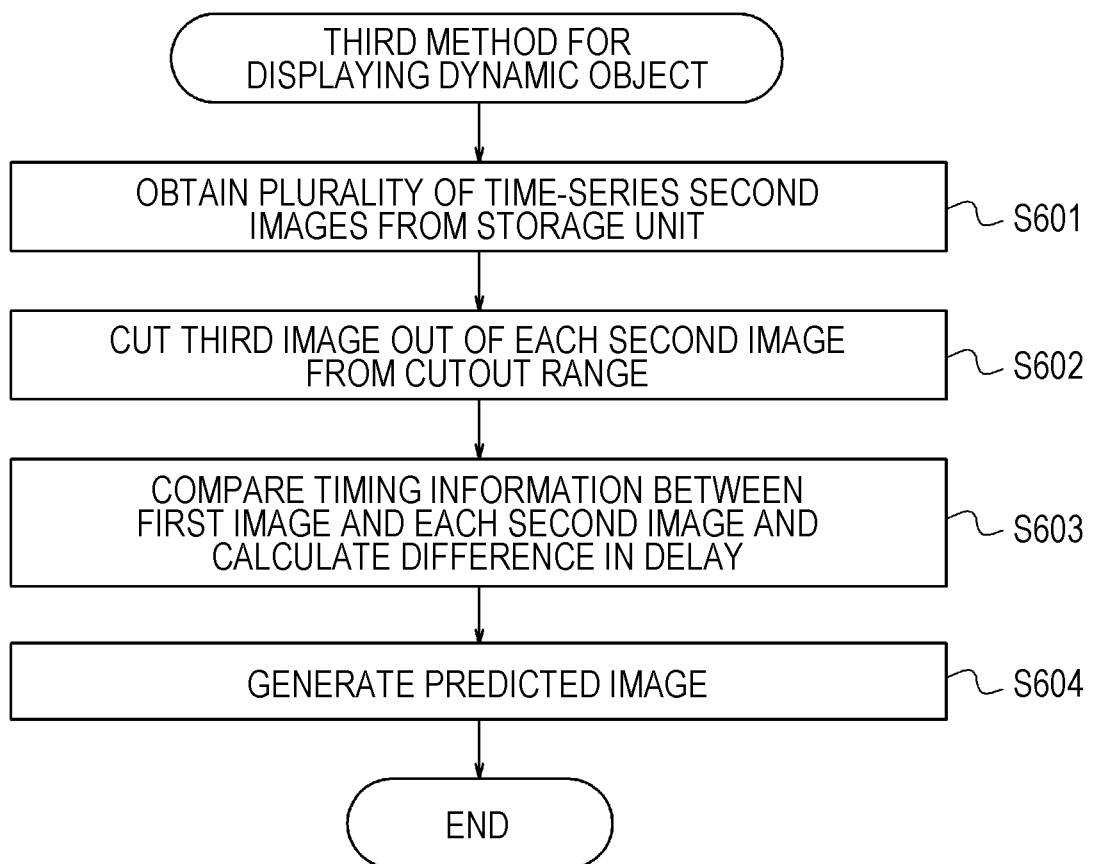 THIRD METHOD FOR
DISPLAYING DYNAMIC OBJECT
OBTAIN PLURALITY OF TIME-SERIES SECOND
IMAGES FROM STORAGE UNIT
S601
CUT THIRD IMAGE OUT OF EACH SECOND IMAGE
FROM CUTOUT RANGE
S602
COMPARE TIMING INFORMATION BETWEEN
FIRST IMAGE AND EACH SECOND IMAGE AND
CALCULATE DIFFERENCE IN DELAY
S603
GENERATE PREDICTED IMAGE
S604
END